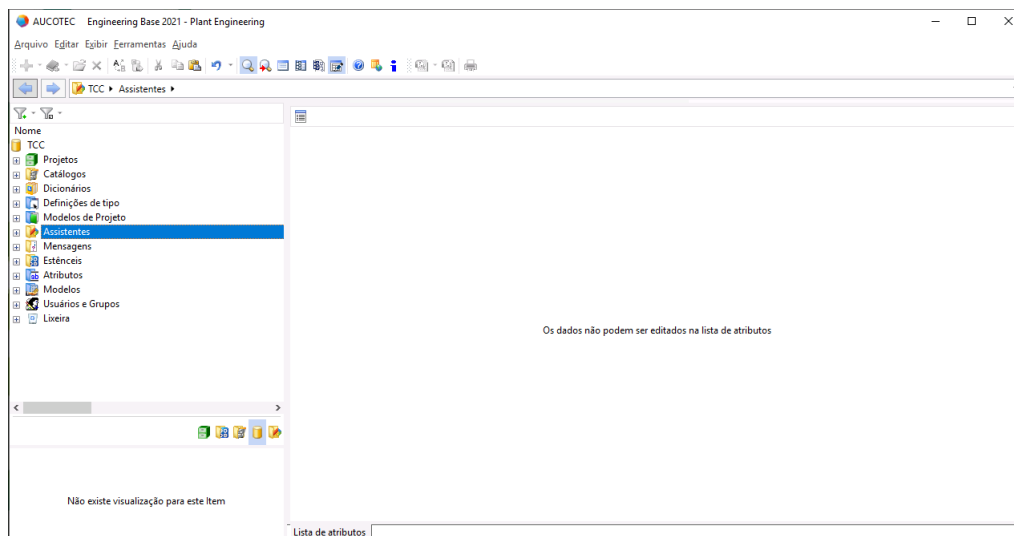 AUCOTEC Engineering Base 2021 - Plant Engineering
Arquivo Editar Exibir Ferramentas Ajuda
TCC ▸ Assistentes ▸
Nome
TCC
Projetos
Catálogos
Dicionários
Definições de tipo
Modelos de Projeto
Assistentes
Mensagens
Estênceis
Atributos
Modelos
Usuários e Grupos
Lixeira
Os dados não podem ser editados na lista de atributos
Não existe visualização para este Item
Lista de atributos